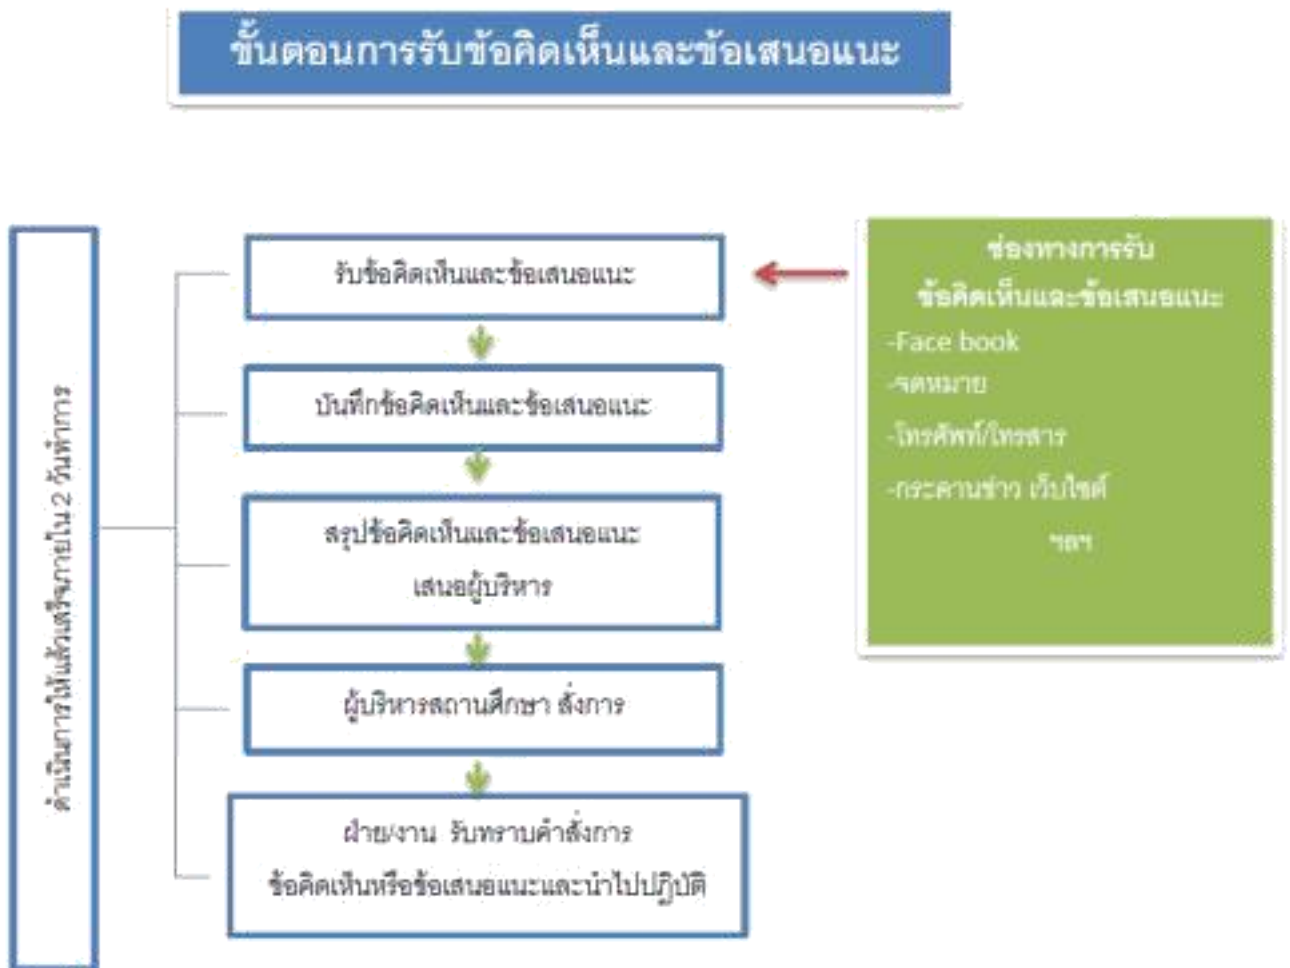 ขั้นตอนการรับข้อคิดเห็นและข้อเสนอแนะ
ดำเนินการให้แล้วเสร็จภายใน 2 วันทำการ
รับข้อคิดเห็นและข้อเสนอแนะ
บันทึกข้อคิดเห็นและข้อเสนอแนะ
สรุปข้อคิดเห็นและข้อเสนอแนะ
เสนอผู้บริหาร
ผู้บริหารสถานศึกษา สั่งการ
ฝ่าย/งาน รับทราบคำสั่งการ
ข้อคิดเห็นหรือข้อเสนอแนะและนำไปปฏิบัติ
ช่องทางการรับ
ข้อคิดเห็นและข้อเสนอแนะ
-Face book
-จดหมาย
-โทรศัพท์/โทรสาร
-กระดานข่าว เว็บไซต์
ฯลฯ